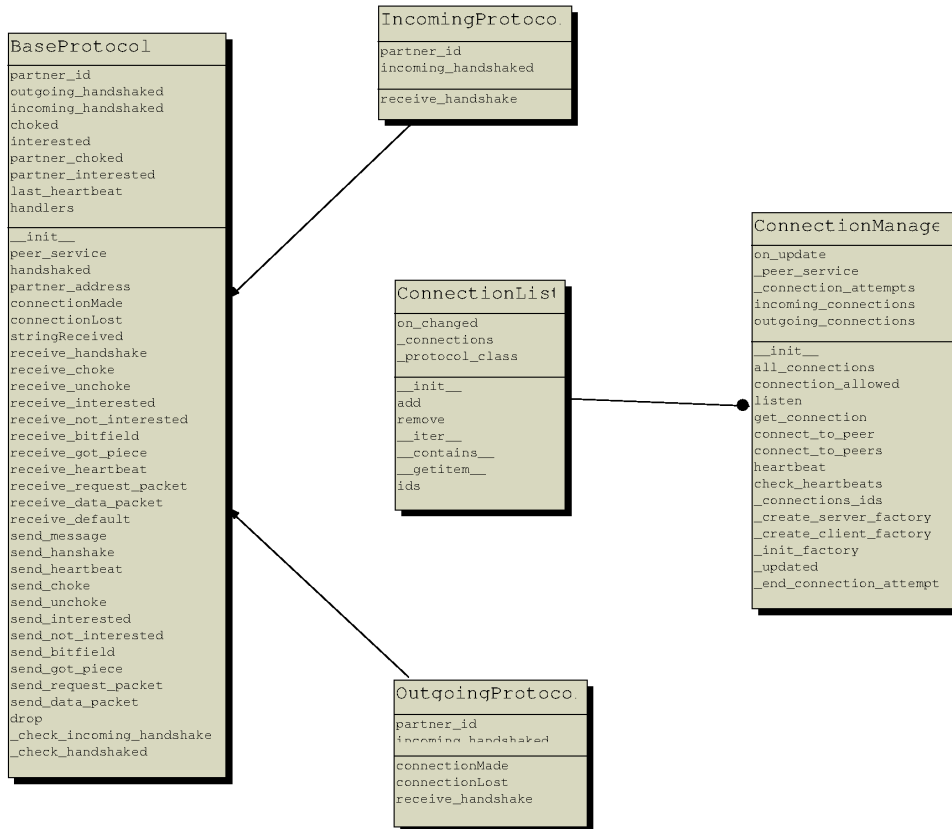 BaseProtocol
partner_id
outgoing_handshaked
incoming_handshaked
choked
interested
partner_choked
partner_interested
last_heartbeat
handlers
__init__
peer_service
handshaked
partner_address
connectionMade
connectionLost
stringReceived
receive_handshake
receive_choke
receive_unchoke
receive_interested
receive_not_interested
receive_bitfield
receive_got_piece
receive_heartbeat
receive_request_packet
receive_data_packet
receive_default
send_message
send_hanshake
send_heartbeat
send_choke
send_unchoke
send_interested
send_not_interested
send_bitfield
send_got_piece
send_request_packet
send_data_packet
drop
_check_incoming_handshake
_check_handshaked
IncomingProtoco
partner_id
incoming_handshaked
receive_handshake
ConnectionList
on_changed
_connections
_protocol_class
__init__
add
remove
__iter__
__contains__
__getitem__
ids
OutgoingProtoco
partner_id
incoming_handshaked
connectionMade
connectionLost
receive_handshake
ConnectionManage
on_update
_peer_service
_connection_attempts
incoming_connections
outgoing_connections
__init__
all_connections
connection_allowed
listen
get_connection
connect_to_peer
connect_to_peers
heartbeat
check_heartbeats
_connections_ids
_create_server_factory
_create_client_factory
_init_factory
_updated
_end_connection_attempt